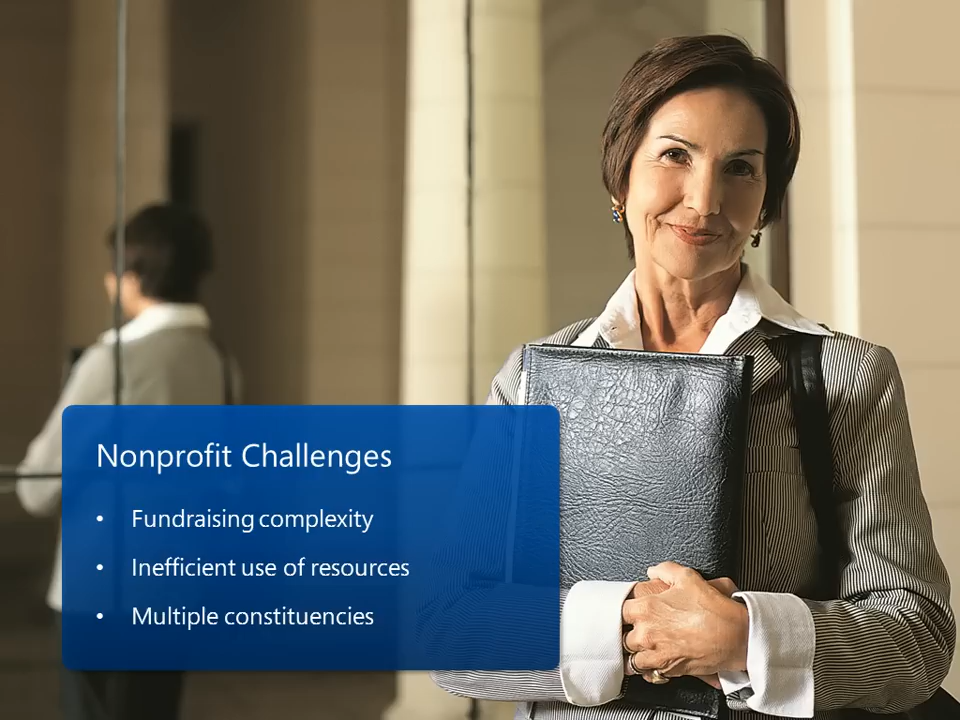 Nonprofit Challenges
• Fundraising complexity
• Inefficient use of resources
• Multiple constituencies